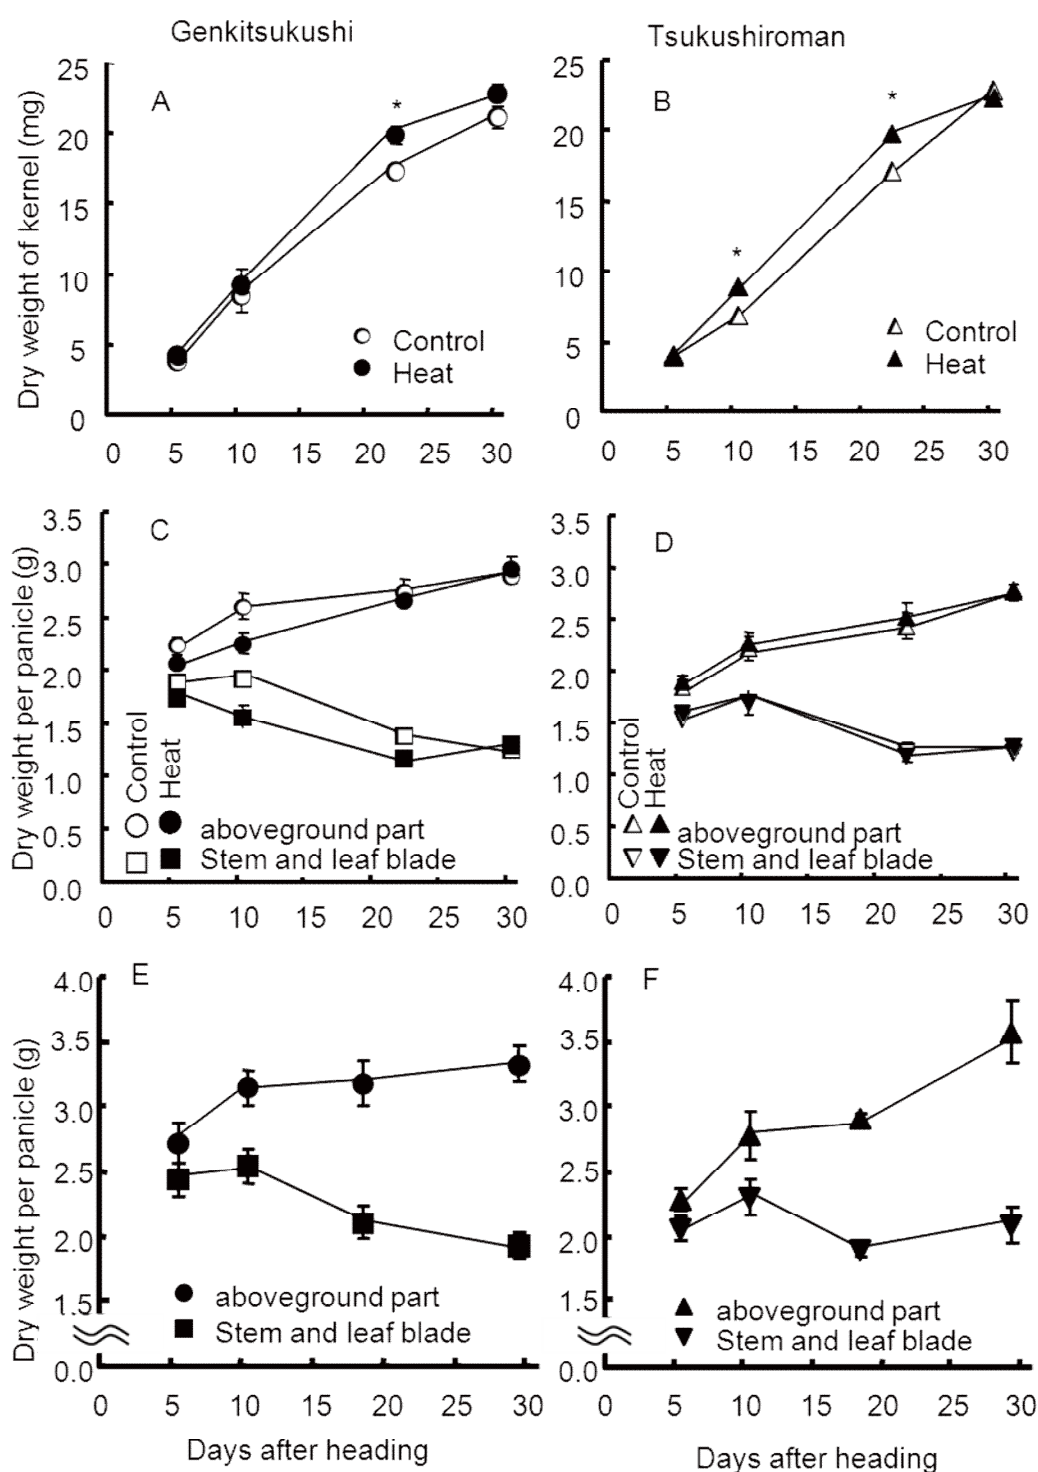 Genkitsukushi
Tsukushiroman
Dry weight of kernel (mg)
25
20
15
10
5
0
A
*
Control
Heat
0 5 10 15 20 25 30
25
20
15
10
5
0
B
*
*
Control
Heat
0 5 10 15 20 25 30
Dry weight per panicle (g)
3.5
3.0
2.5
2.0
1.5
1.0
0.5
0.0
C
Control
Heat
aboveground part
Stem and leaf blade
0 5 10 15 20 25 30
3.5
3.0
2.5
2.0
1.5
1.0
0.5
0.0
D
Control
Heat
aboveground part
Stem and leaf blade
0 5 10 15 20 25 30
Dry weight per panicle (g)
4.0
3.5
3.0
2.5
2.0
1.5
0.0
E
aboveground part
Stem and leaf blade
0 5 10 15 20 25 30
Days after heading
4.0
3.5
3.0
2.5
2.0
1.5
0.0
F
aboveground part
Stem and leaf blade
0 5 10 15 20 25 30
Days after heading